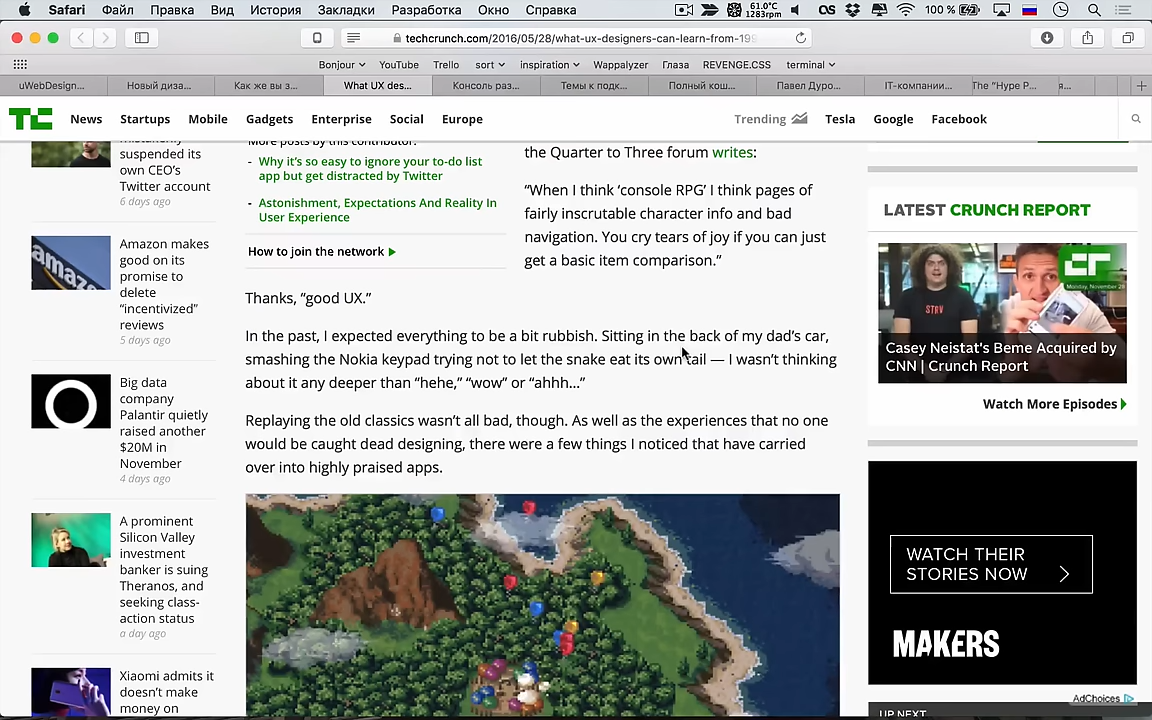 Safari Файл Правка Вид История Закладки Разработка Окно Справка 61.0°C 1283rpm 100 %
techcrunch.com/2016/05/28/what-ux-designers-can-learn-from-199
Bonjour YouTube Trello sort inspiration Wappalyzer Глаза REVENGE.CSS terminal
uWebDesign... Новый диза... Как же вы з... What UX des... Консоль раз... Темы к подк... Полный кош... Павел Дуро... IT-компании... The "Hype P... я...
TC News Startups Mobile Gadgets Enterprise Social Europe Trending Tesla Google Facebook
suspended its
own CEO's
Twitter account
6 days ago
Amazon makes
good on its
promise to
delete
“incentivized”
reviews
5 days ago
Big data
company
Palantir quietly
raised another
$20M in
November
4 days ago
A prominent
Silicon Valley
investment
banker is suing
Theranos, and
seeking class-
action status
a day ago
Xiaomi admits it
doesn't make
money on
More posts by this contributor:
- Why it's so easy to ignore your to-do list
app but get distracted by Twitter
- Astonishment, Expectations And Reality In
User Experience
How to join the network
the Quarter to Three forum writes:
“When I think ‘console RPG’ I think pages of
fairly inscrutable character info and bad
navigation. You cry tears of joy if you can just
get a basic item comparison.”
Thanks, “good UX.”
In the past, I expected everything to be a bit rubbish. Sitting in the back of my dad's car,
smashing the Nokia keypad trying not to let the snake eat its own tail — I wasn't thinking
about it any deeper than “hehe,” “wow” or “ahhh...”
Replaying the old classics wasn't all bad, though. As well as the experiences that no one
would be caught dead designing, there were a few things I noticed that have carried
over into highly praised apps.
LATEST CRUNCH REPORT
STRV
Monday, November 28
Casey Neistat's Beme Acquired by
CNN | Crunch Report
Watch More Episodes
WATCH THEIR
STORIES NOW
MAKERS
AdChoices
UP NEXT